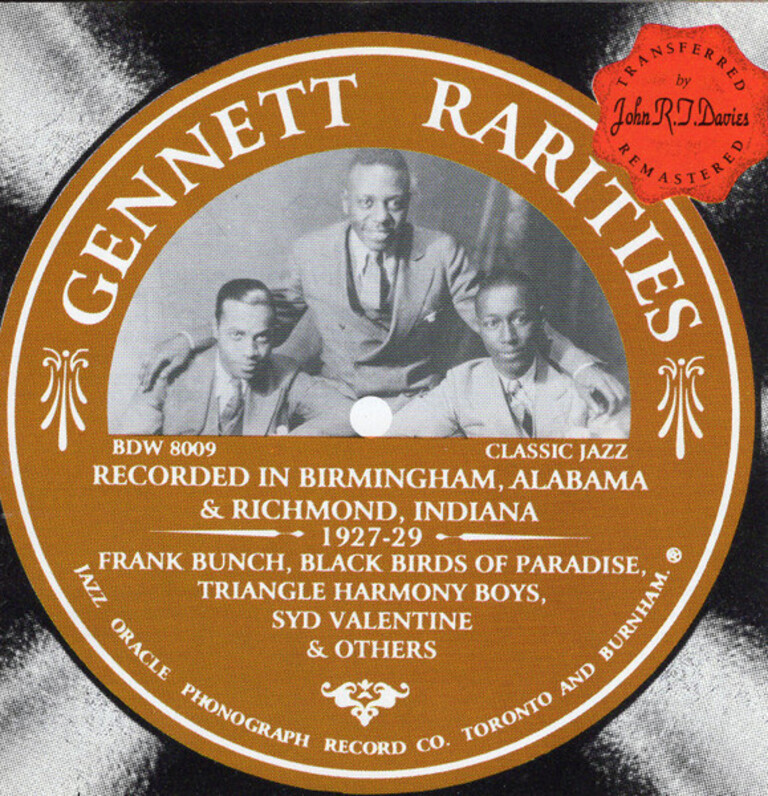 GENNETT RARITIES
TRANSFERRED
by
John R.T. Davies
REMASTERED
BDW 8009
CLASSIC JAZZ
RECORDED IN BIRMINGHAM, ALABAMA
& RICHMOND, INDIANA
1927-29
FRANK BUNCH, BLACK BIRDS OF PARADISE,
TRIANGLE HARMONY BOYS,
SYD VALENTINE
& OTHERS
JAZZ ORACLE PHONOGRAPH RECORD CO. TORONTO AND BURNHAM. ®